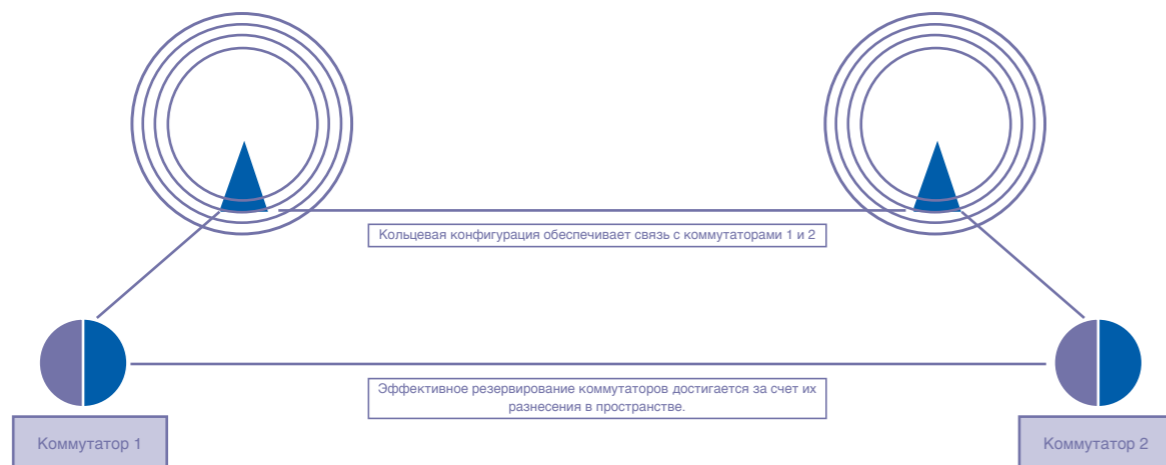 Кольцевая конфигурация обеспечивает связь с коммутаторами 1 и 2
Эффективное резервирование коммутаторов достигается за счет их
разнесения в пространстве.
Коммутатор 1
Коммутатор 2